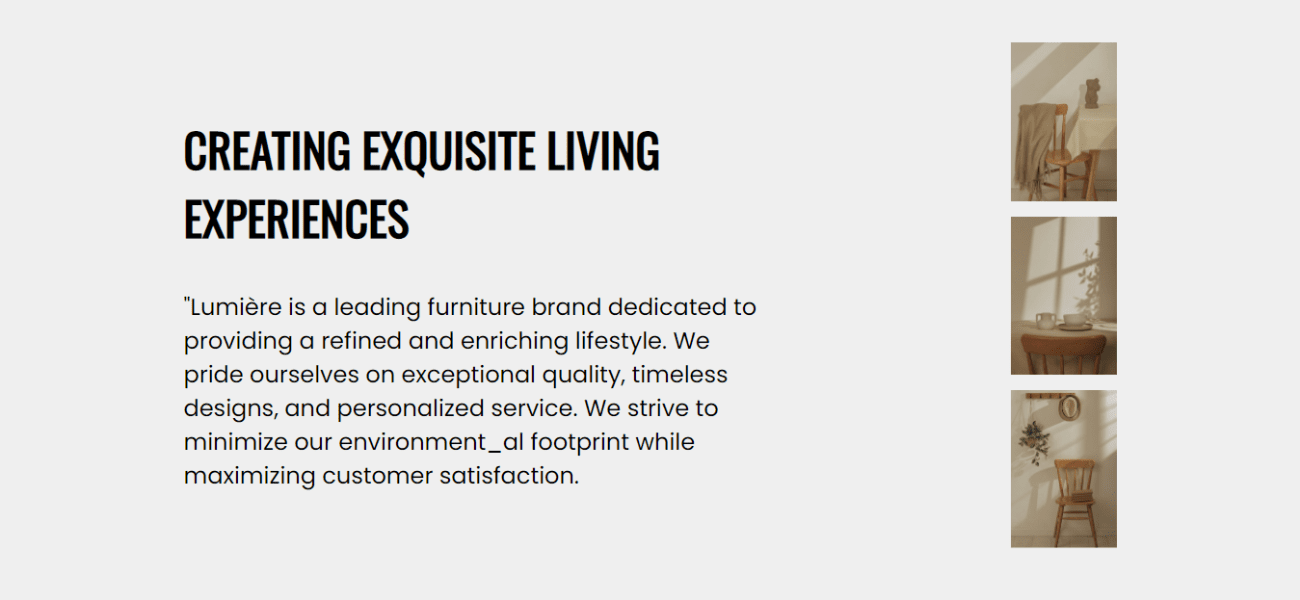 CREATING EXQUISITE LIVING
EXPERIENCES
"Lumière is a leading furniture brand dedicated to
providing a refined and enriching lifestyle. We
pride ourselves on exceptional quality, timeless
designs, and personalized service. We strive to
minimize our environment_al footprint while
maximizing customer satisfaction.